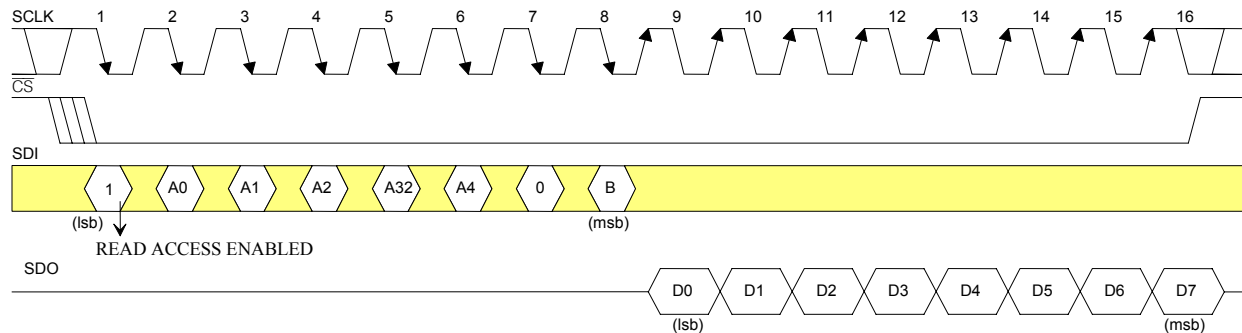 SCLK 1 2 3 4 5 6 7 8 9 10 11 12 13 14 15 16
CS
SDI
1 A0 A1 A2 A32 A4 0 B
(lsb) (msb)
READ ACCESS ENABLED
SDO
D0 D1 D2 D3 D4 D5 D6 D7
(lsb) (msb)